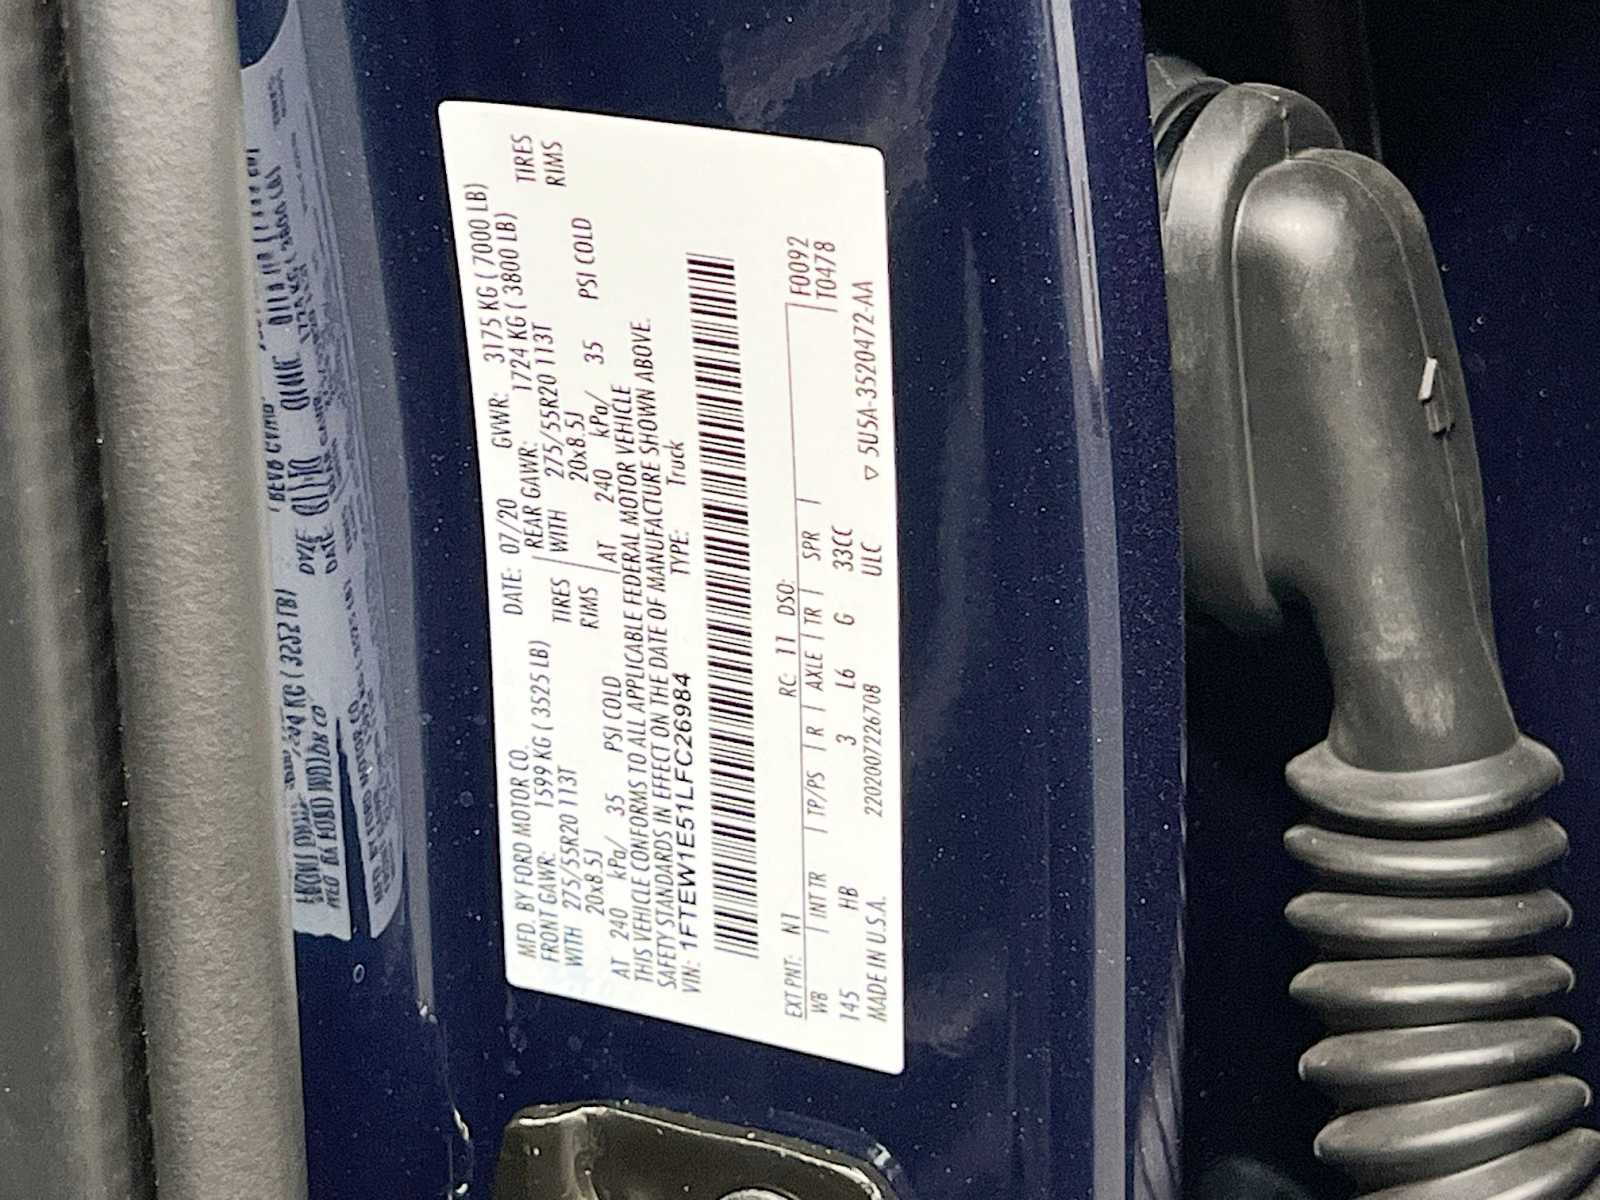 MFD. BY FORD MOTOR CO.
DATE: 07/20 GVWR: 3175 KG ( 7000 LB)
FRONT GAWR: 1599 KG ( 3525 LB) REAR GAWR: 1724 KG ( 3800 LB)
WITH 275/55R20 113T TIRES WITH 275/55R20 113T TIRES
20x8.5J RIMS 20x8.5J RIMS
AT 240 kPa/ 35 PSI COLD AT 240 kPa/ 35 PSI COLD
THIS VEHICLE CONFORMS TO ALL APPLICABLE FEDERAL MOTOR VEHICLE
SAFETY STANDARDS IN EFFECT ON THE DATE OF MANUFACTURE SHOWN ABOVE.
VIN: 1FTEW1E51LFC26984 TYPE: Truck
EXT PNT: N1 RC: 11 DSO: F0092
WB INT TR TP/PS R AXLE TR SPR T0478
145 HB 3 L6 G 33CC
MADE IN U.S.A. 2202007226708 ULC ▽ 5U5A-3520472-AA